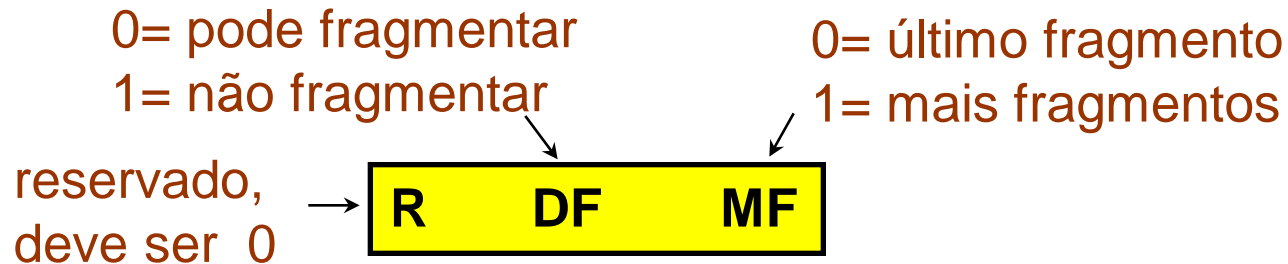 0= pode fragmentar
1= não fragmentar
0= último fragmento
1= mais fragmentos
reservado,
deve ser 0
R DF MF